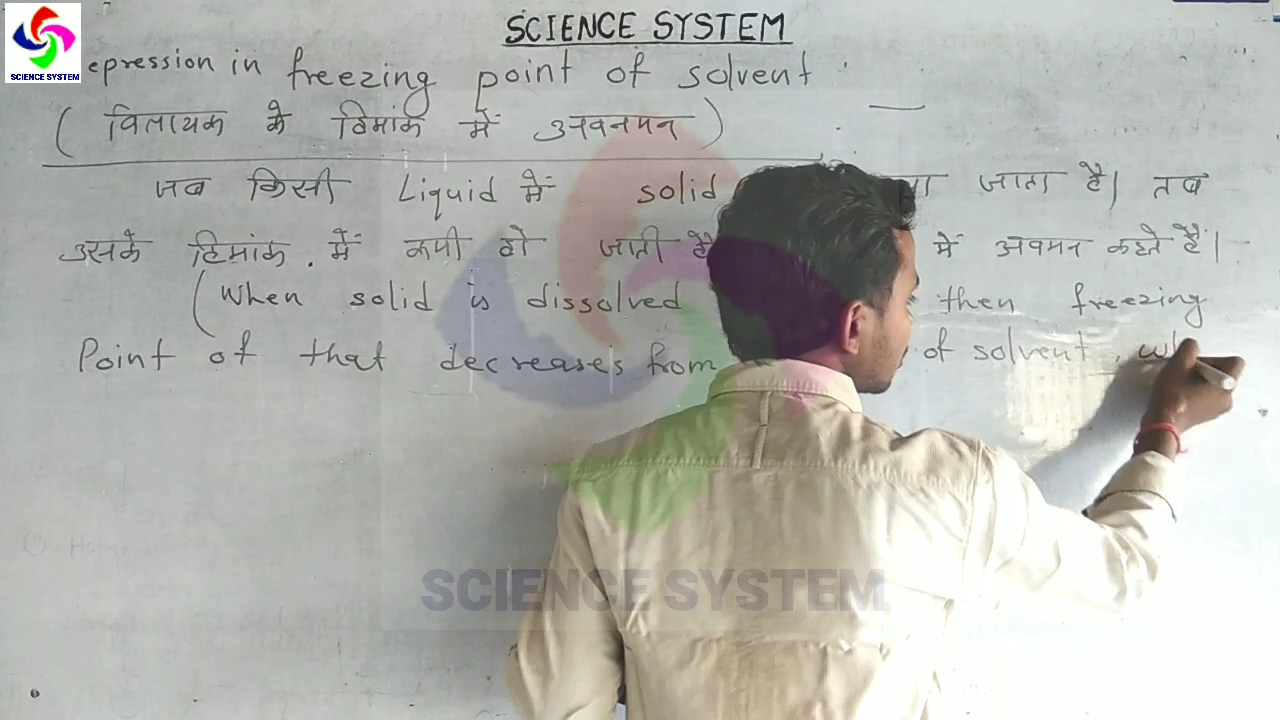 SCIENCE SYSTEM
SCIENCE SYSTEM
epression in freezing point of solvent
( विलायक के हिमांक में अवनमन )
जब किसी Liquid में solid जाता है। तब
उसके हिमांक में कमी हो जाती है में अवमन कहते हैं।
(When solid is dissolved then freezing
Point of that decreases from of solvent, wh
SCIENCE SYSTEM